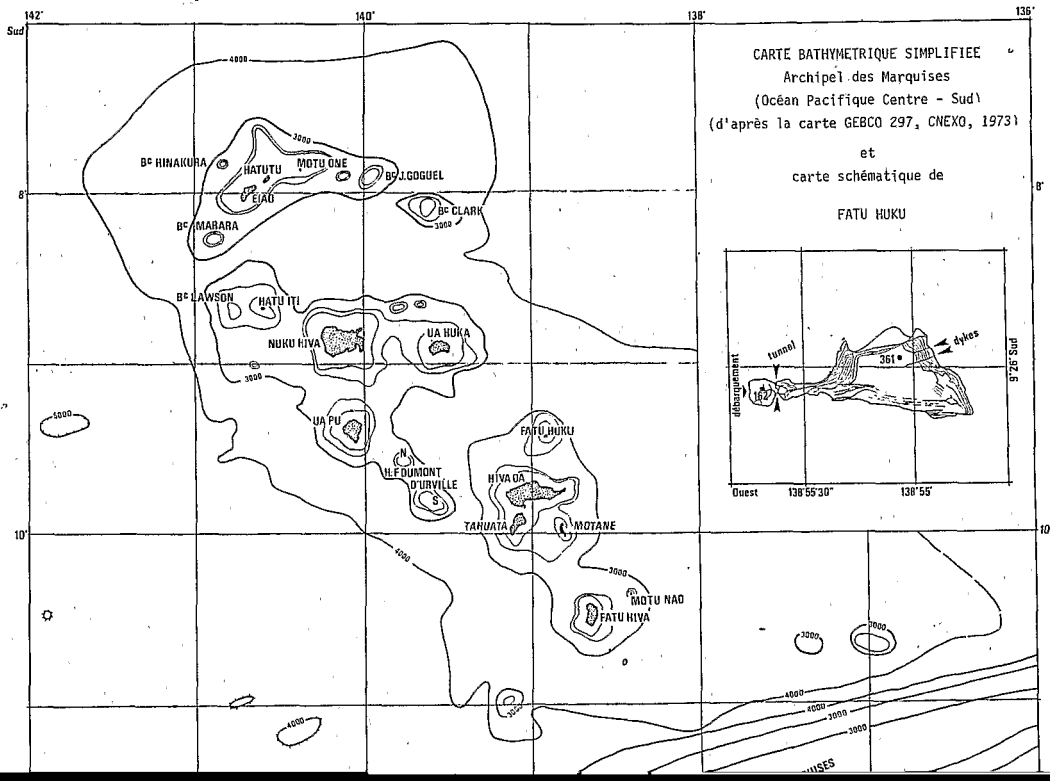 142°
140°
138°
136°
Sud
CARTE BATHYMETRIQUE SIMPLIFIEE
Archipel des Marquises
(Océan Pacifique Centre - Sud)
(d'après la carte GEBCO 297, CNEXO, 1973)
et
carte schématique de
FATU HUKU
4000
3000
Bc HINAKURA
HATUTU
MOTU ONE
Bc J.GOGUEL
EIAO
8°
8°
Bc CLARK
3000
Bc MARARA
Bc LAWSON
HATU ITI
NUKU HIVA
UA HUKA
3000
5000
UA PU
N
H.F DUMONT
D'URVILLE
S
FATU HUKU
HIVA OA
TAHUATA
MOTANE
10°
10°
4000
3000
MOTU NAO
FATU HIVA
3000
4000
3000
3000
4000
4000
3000
3000
UISES
débarquement
tunnel
162
361
dykes
9°26' Sud
Ouest
138°55'30
138°55'